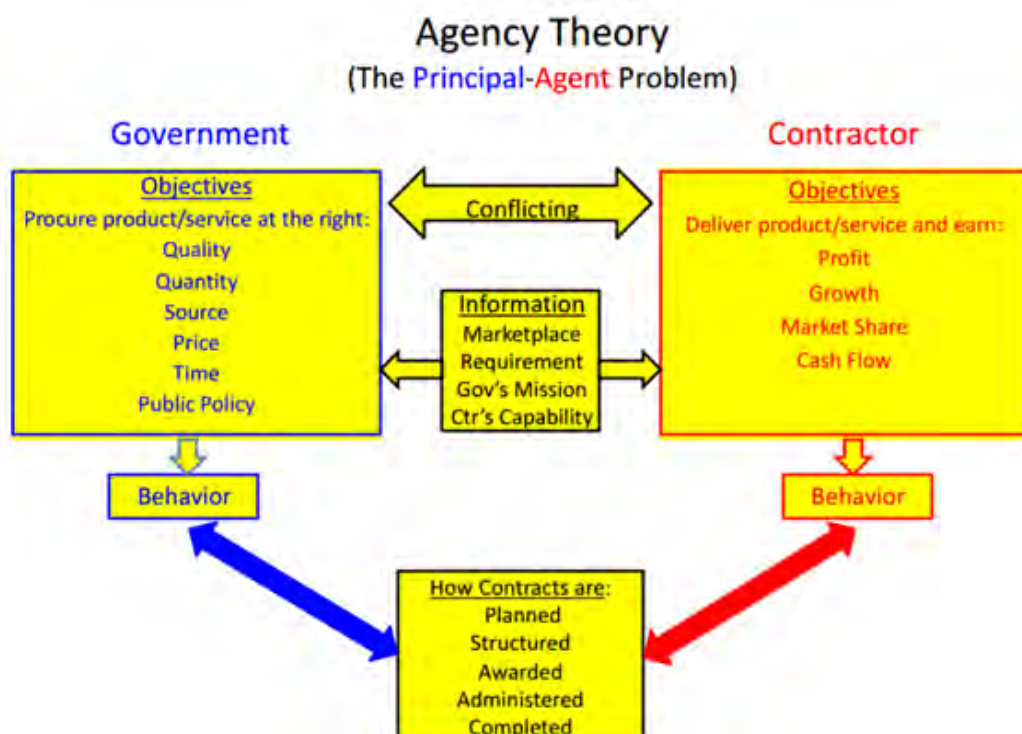 Agency Theory
(The Principal-Agent Problem)
Government
Contractor
Objectives
Procure product/service at the right:
Quality
Quantity
Source
Price
Time
Public Policy
Conflicting
Objectives
Deliver product/service and earn:
Profit
Growth
Market Share
Cash Flow
Information
Marketplace
Requirement
Gov's Mission
Ctr's Capability
Behavior
Behavior
How Contracts are:
Planned
Structured
Awarded
Administered
Completed